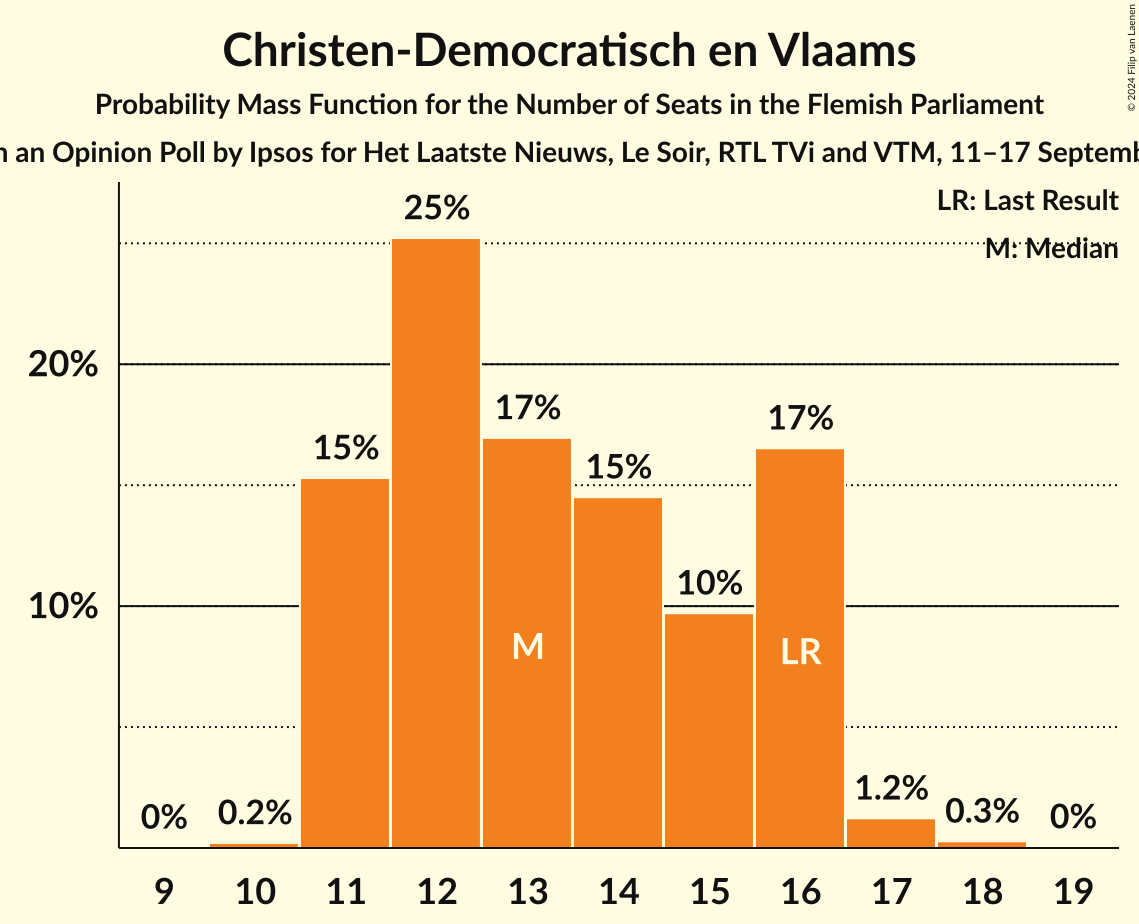 Christen-Democratisch en Vlaams
Probability Mass Function for the Number of Seats in the Flemish Parliament
an Opinion Poll by Ipsos for Het Laatste Nieuws, Le Soir, RTL TVi and VTM, 11–17
© 2024 Filip van Laenen
LR: Last Result
M: Median
25%
20%
17%
17%
15%
15%
10%
10%
M
LR
1.2%
0.3%
0.2%
0%
0%
9 10 11 12 13 14 15 16 17 18 19